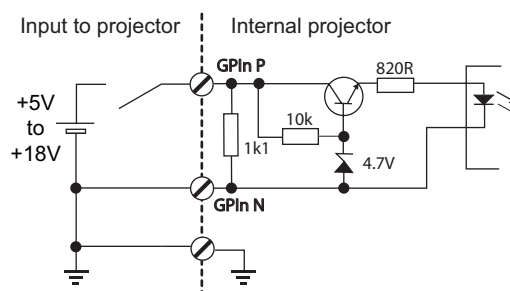 Input to projector
Internal projector
GPIn P
820R
+5V
to
+18V
10k
1k1
4.7V
GPIn N